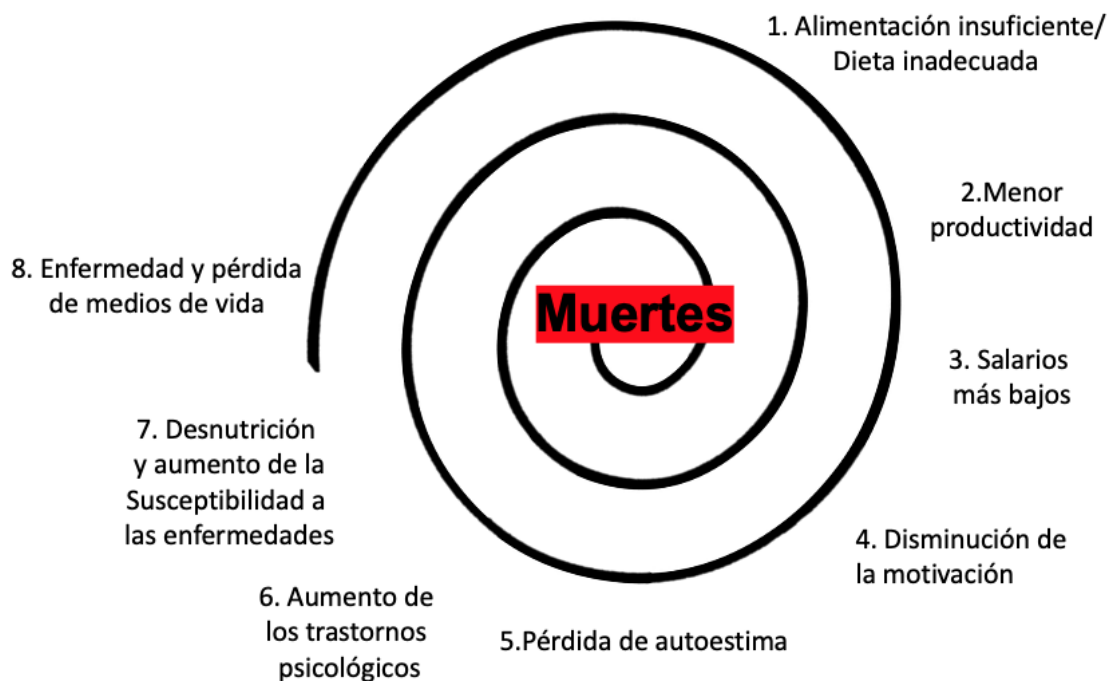 1. Alimentación insuficiente/
Dieta inadecuada
2.Menor
productividad
3. Salarios
más bajos
4. Disminución de
la motivación
5.Pérdida de autoestima
6. Aumento de
los trastornos
psicológicos
7. Desnutrición
y aumento de la
Susceptibilidad a
las enfermedades
8. Enfermedad y pérdida
de medios de vida
Muertes